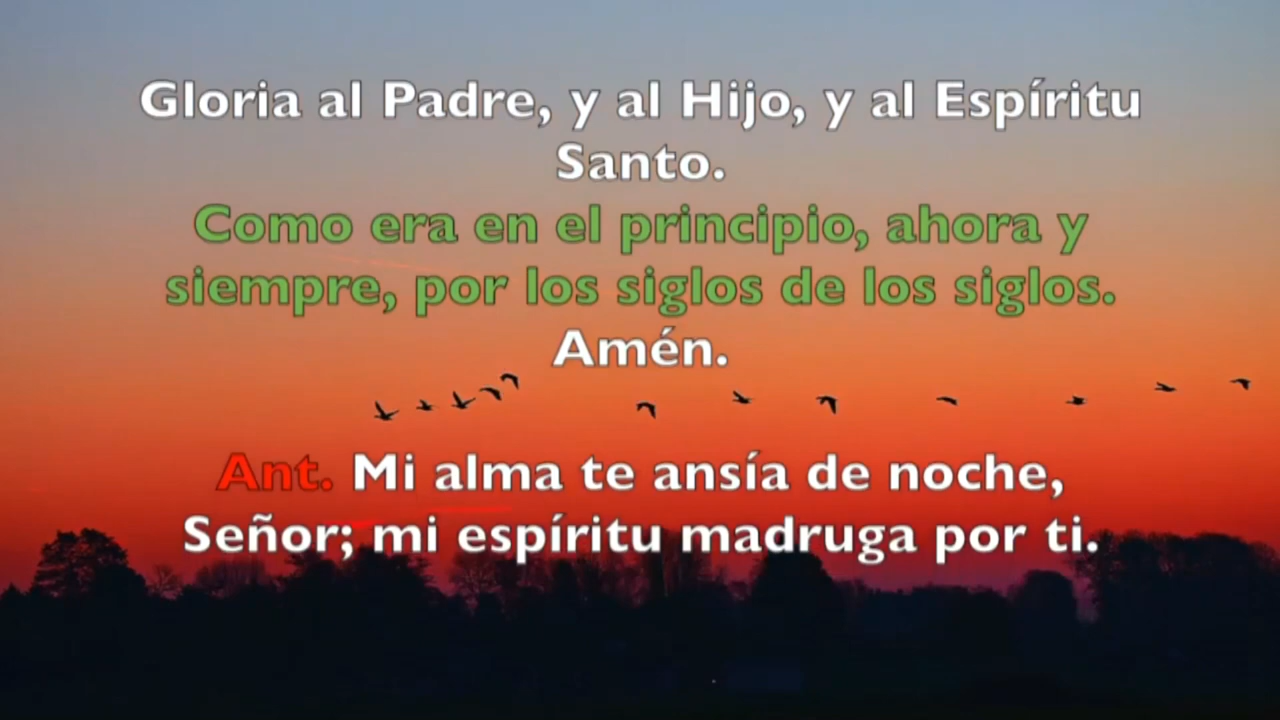 Gloria al Padre, y al Hijo, y al Espíritu
Santo.
Como era en el principio, ahora y
siempre, por los siglos de los siglos.
Amén.
Ant. Mi alma te ansía de noche,
Señor; mi espíritu madruga por ti.